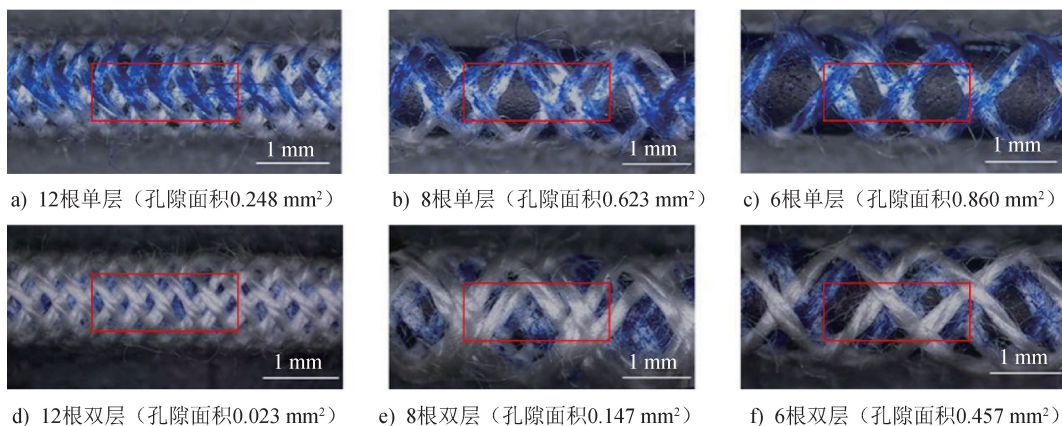 1 mm
1 mm
1 mm
a) 12根单层（孔隙面积0.248 mm²）
b) 8根单层（孔隙面积0.623 mm²）
c) 6根单层（孔隙面积0.860 mm²）
1 mm
1 mm
1 mm
d) 12根双层（孔隙面积0.023 mm²）
e) 8根双层（孔隙面积0.147 mm²）
f) 6根双层（孔隙面积0.457 mm²）